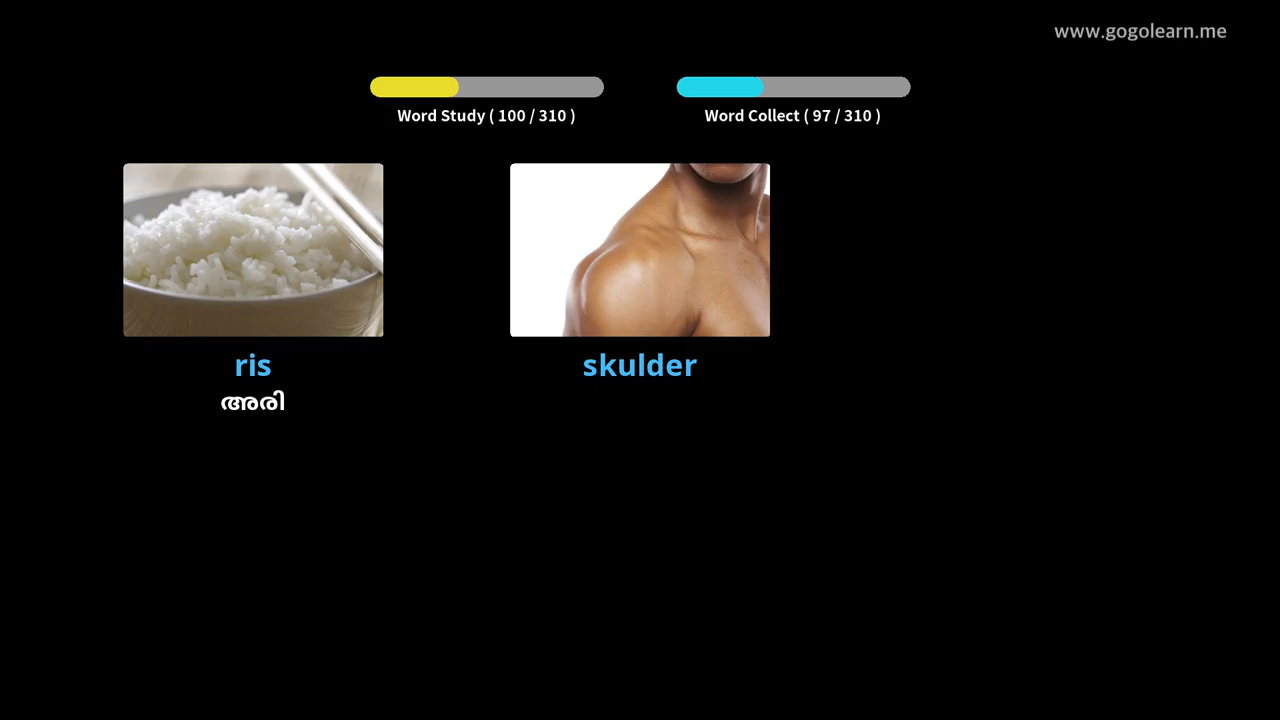 www.gogolearn.me
Word Study ( 100 / 310 )
Word Collect ( 97 / 310 )
ris
skulder
അരി